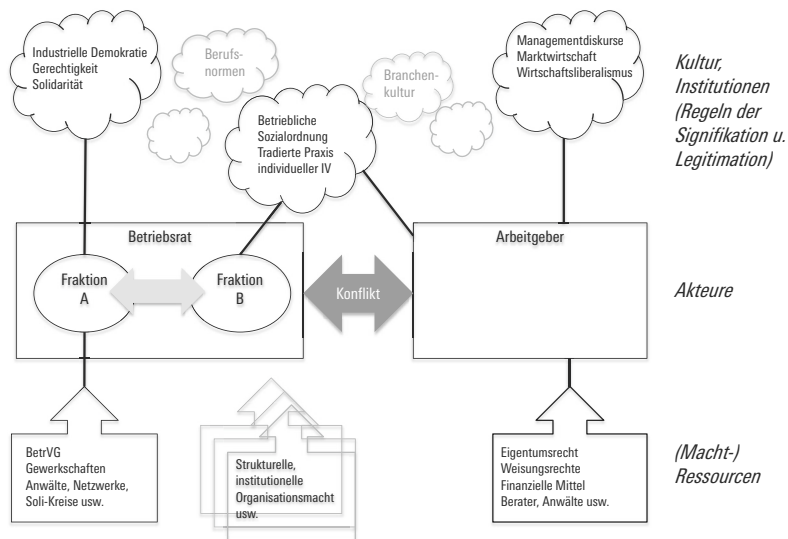 Industrielle Demokratie
Gerechtigkeit
Solidarität
Berufs-
normen
Branchen-
kultur
Managementdiskurse
Marktwirtschaft
Wirtschaftsliberalismus
Kultur,
Institutionen
(Regeln der
Signifikation u.
Legitimation)
Betriebliche
Sozialordnung
Tradierte Praxis
individueller IV
Betriebsrat
Arbeitgeber
Fraktion
A
Fraktion
B
Konflikt
Akteure
BetrVG
Gewerkschaften
Anwälte, Netzwerke,
Soli-Kreise usw.
Strukturelle,
institutionelle
Organisationsmacht
usw.
Eigentumsrecht
Weisungsrechte
Finanzielle Mittel
Berater, Anwälte usw.
(Macht-)
Ressourcen